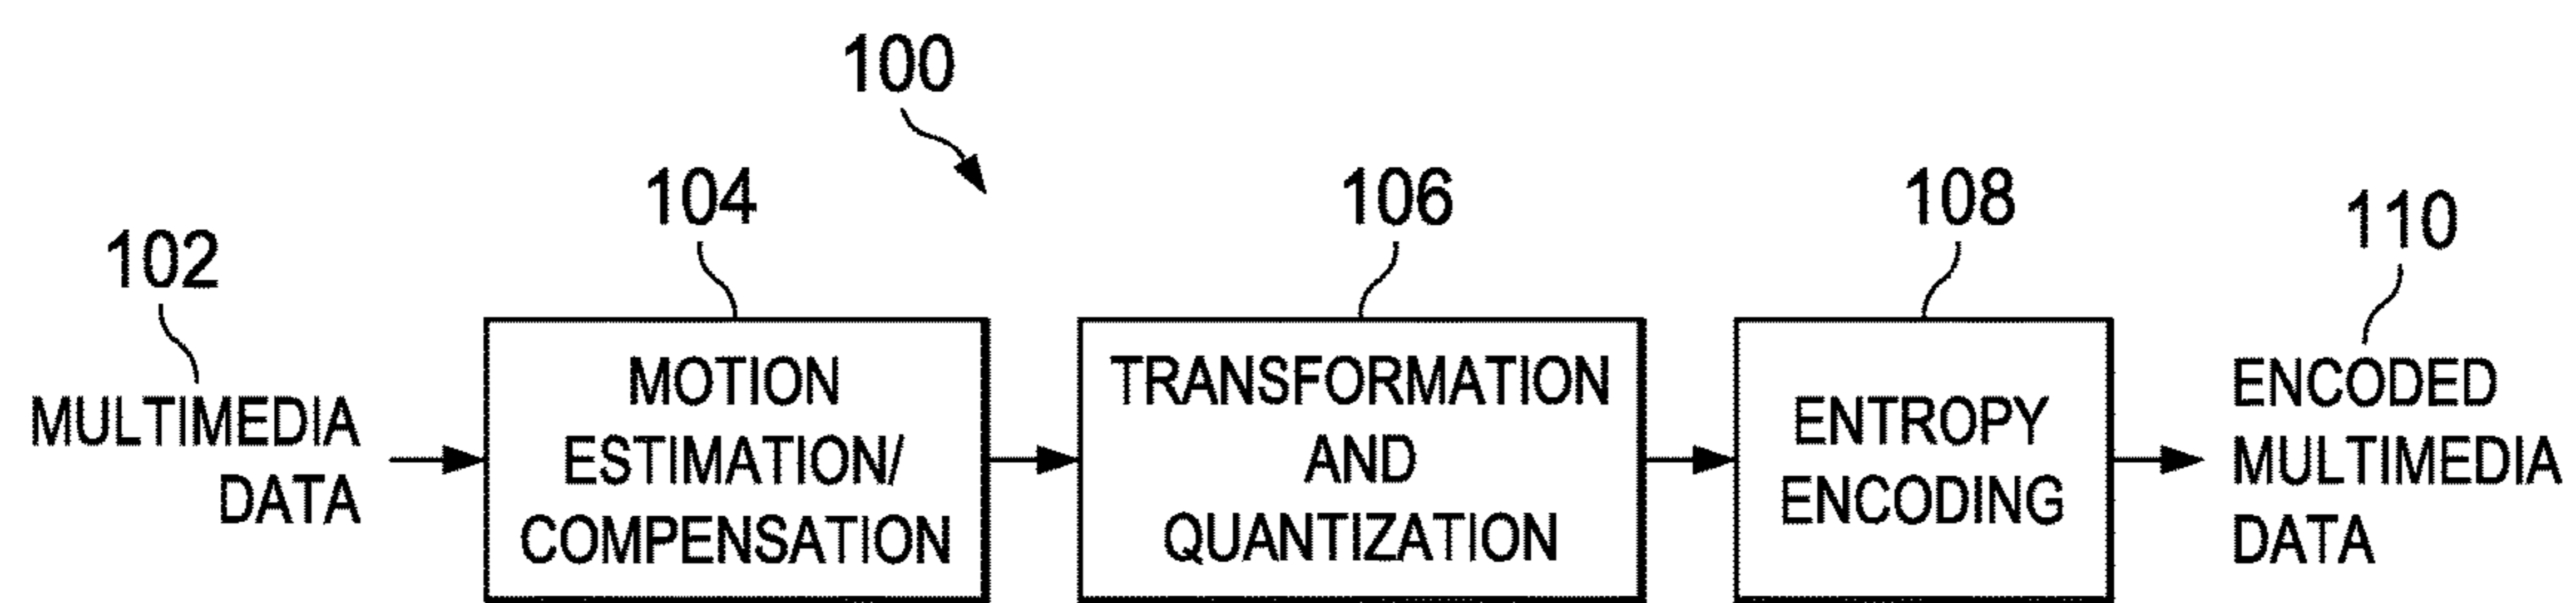 100
102
MULTIMEDIA
DATA
104
MOTION
ESTIMATION/
COMPENSATION
106
TRANSFORMATION
AND
QUANTIZATION
108
ENTROPY
ENCODING
110
ENCODED
MULTIMEDIA
DATA